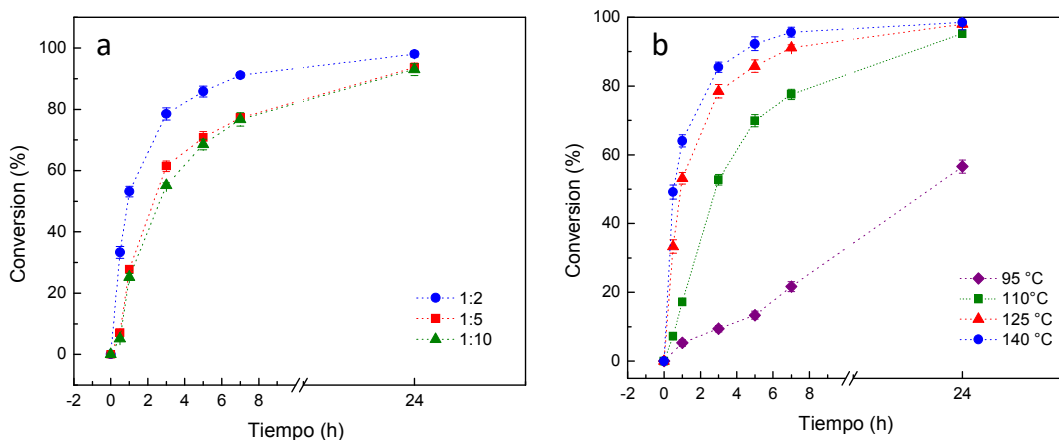 a
100
80
60
40
20
0
Conversion (%)
1:2
1:5
1:10
-2 0 2 4 6 8 24
Tiempo (h)
b
100
80
60
40
20
0
Conversion (%)
95 °C
110°C
125 °C
140 °C
-2 0 2 4 6 8 24
Tiempo (h)